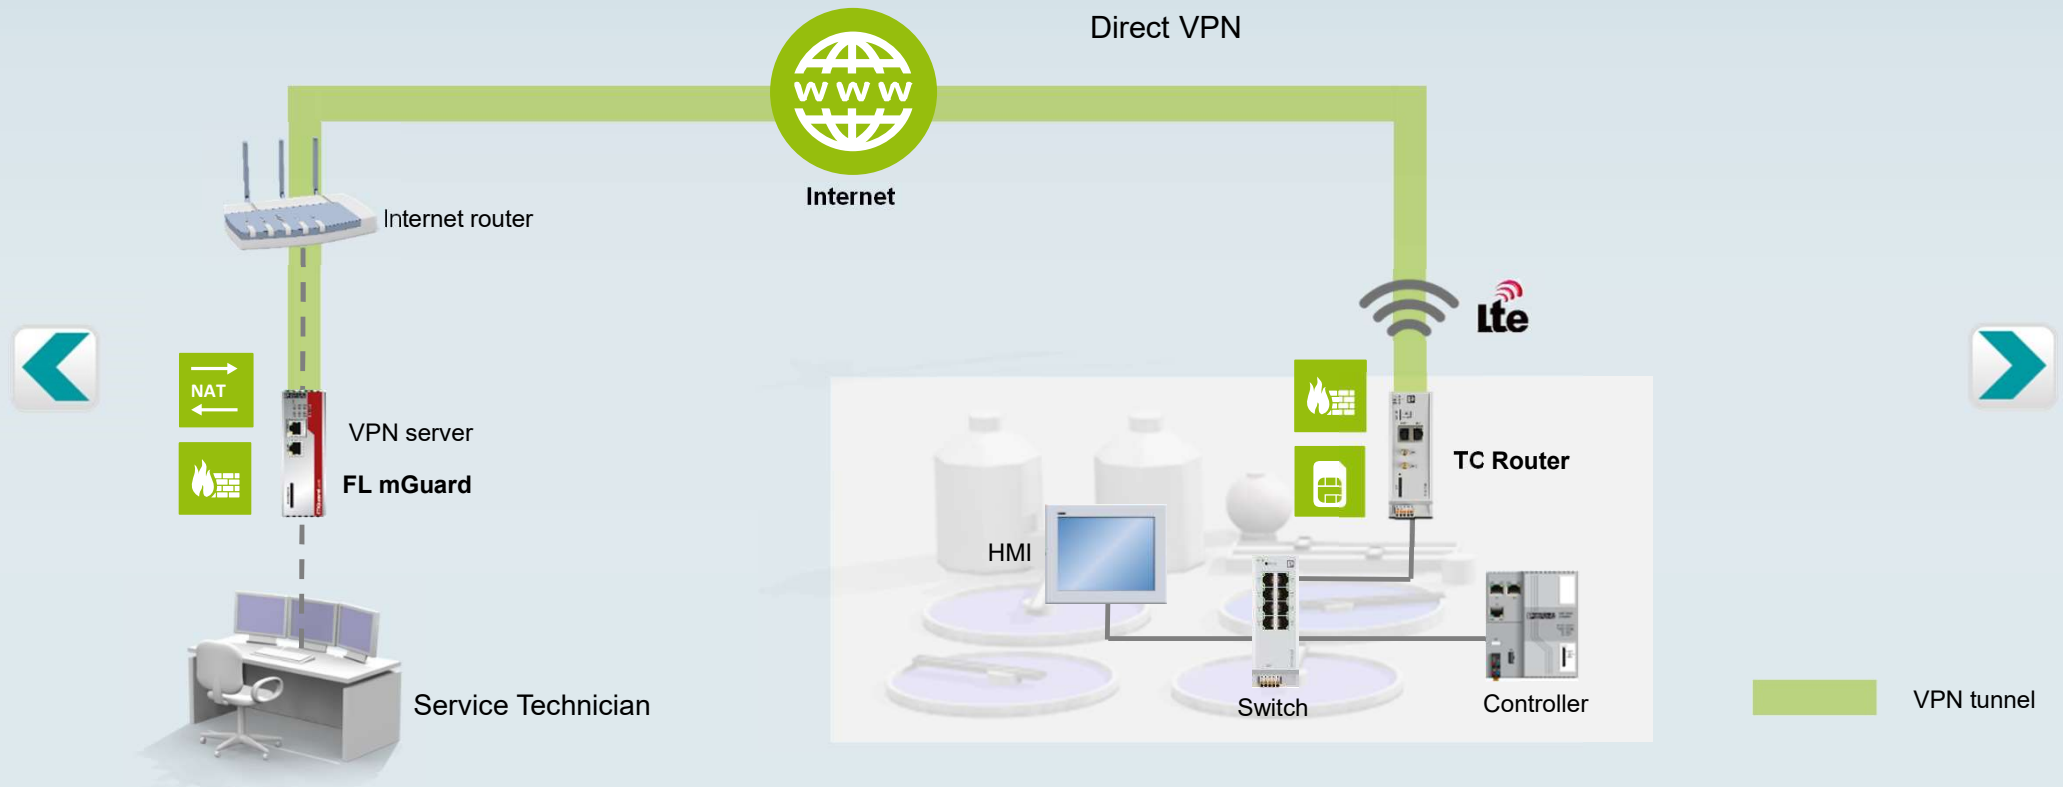 Direct VPN
www
Internet
Internet router
Lte
NAT
VPN server
FL mGuard
TC Router
HMI
Switch
Controller
Service Technician
VPN tunnel